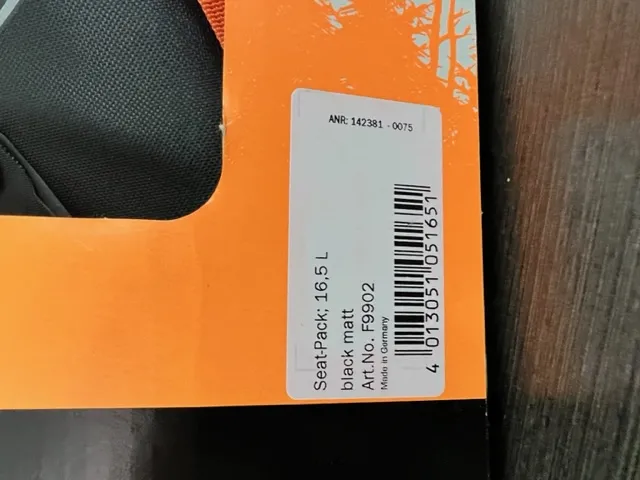 ANR: 142381 - 0075
Seat-Pack; 16,5 L
black matt
Art.No. F9902
Made in Germany
4 013051 051651